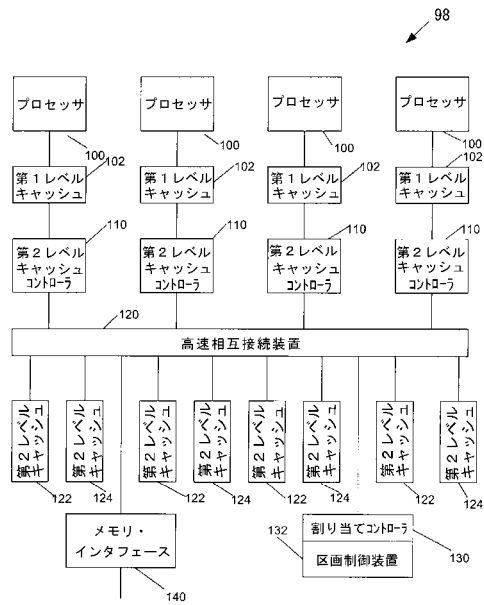 98
プロセッサ
プロセッサ
プロセッサ
プロセッサ
100
100
100
100
102
102
102
102
第1レベル
キャッシュ
第1レベル
キャッシュ
第1レベル
キャッシュ
第1レベル
キャッシュ
110
110
110
110
第2レベル
キャッシュ
コントローラ
第2レベル
キャッシュ
コントローラ
第2レベル
キャッシュ
コントローラ
第2レベル
キャッシュ
コントローラ
120
高速相互接続装置
第2レベル
キャッシュ
第2レベル
キャッシュ
第2レベル
キャッシュ
第2レベル
キャッシュ
第2レベル
キャッシュ
第2レベル
キャッシュ
第2レベル
キャッシュ
第2レベル
キャッシュ
122
124
122
124
122
124
122
124
メモリ・
インタフェース
140
132
割り当てコントローラ
区画制御装置
130